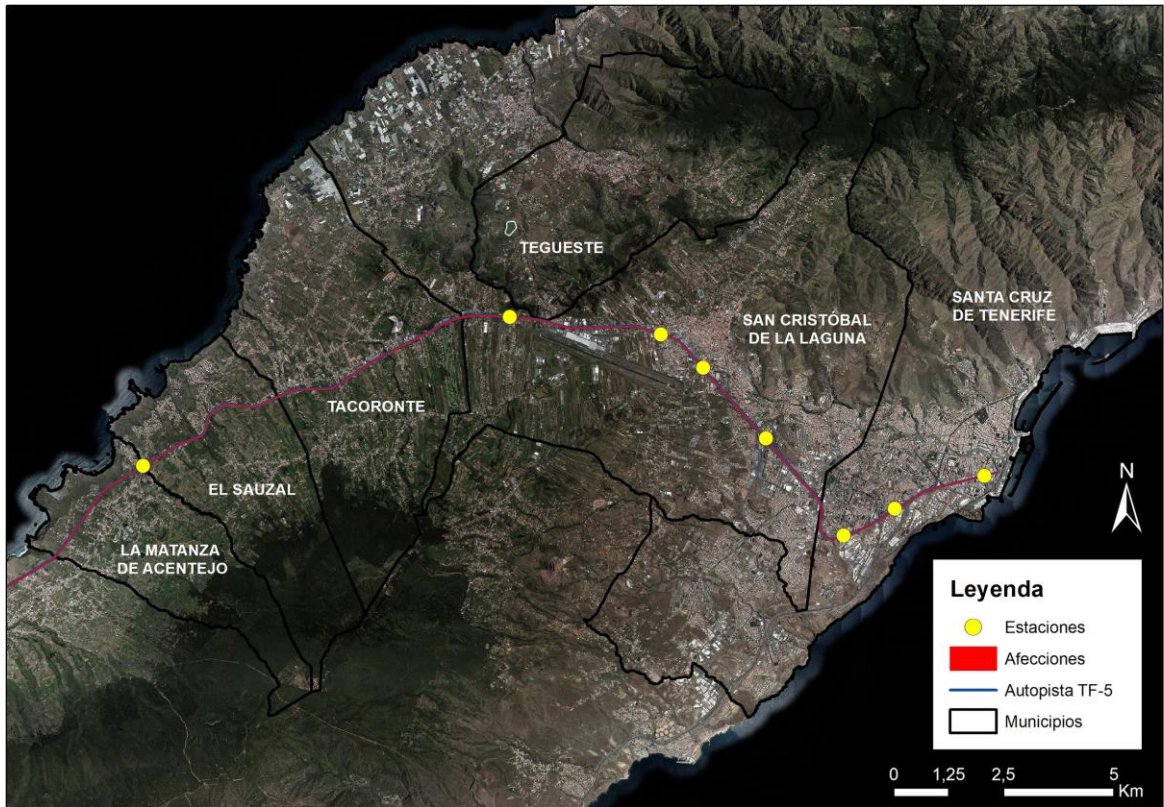 TEGUESTE
SANTA CRUZ
DE TENERIFE
SAN CRISTÓBAL
DE LA LAGUNA
TACORONTE
EL SAUZAL
LA MATANZA
DE ACENTEJO
N
Leyenda
Estaciones
Afecciones
Autopista TF-5
Municipios
0 1,25 2,5 5
Km